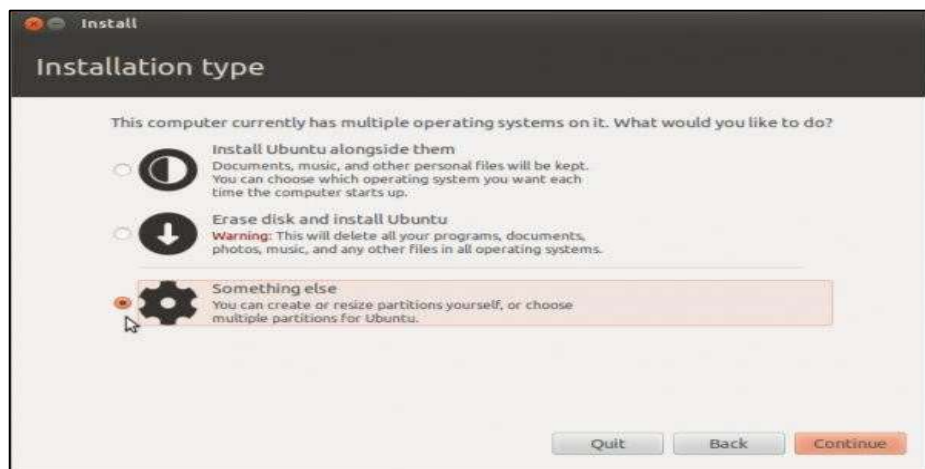 Install
Installation type
This computer currently has multiple operating systems on it. What would you like to do?
Install Ubuntu alongside them
Documents, music, and other personal files will be kept.
You can choose which operating system you want each
time the computer starts up.
Erase disk and install Ubuntu
Warning: This will delete all your programs, documents,
photos, music, and any other files in all operating systems.
Something else
You can create or resize partitions yourself, or choose
multiple partitions for Ubuntu.
Quit Back Continue